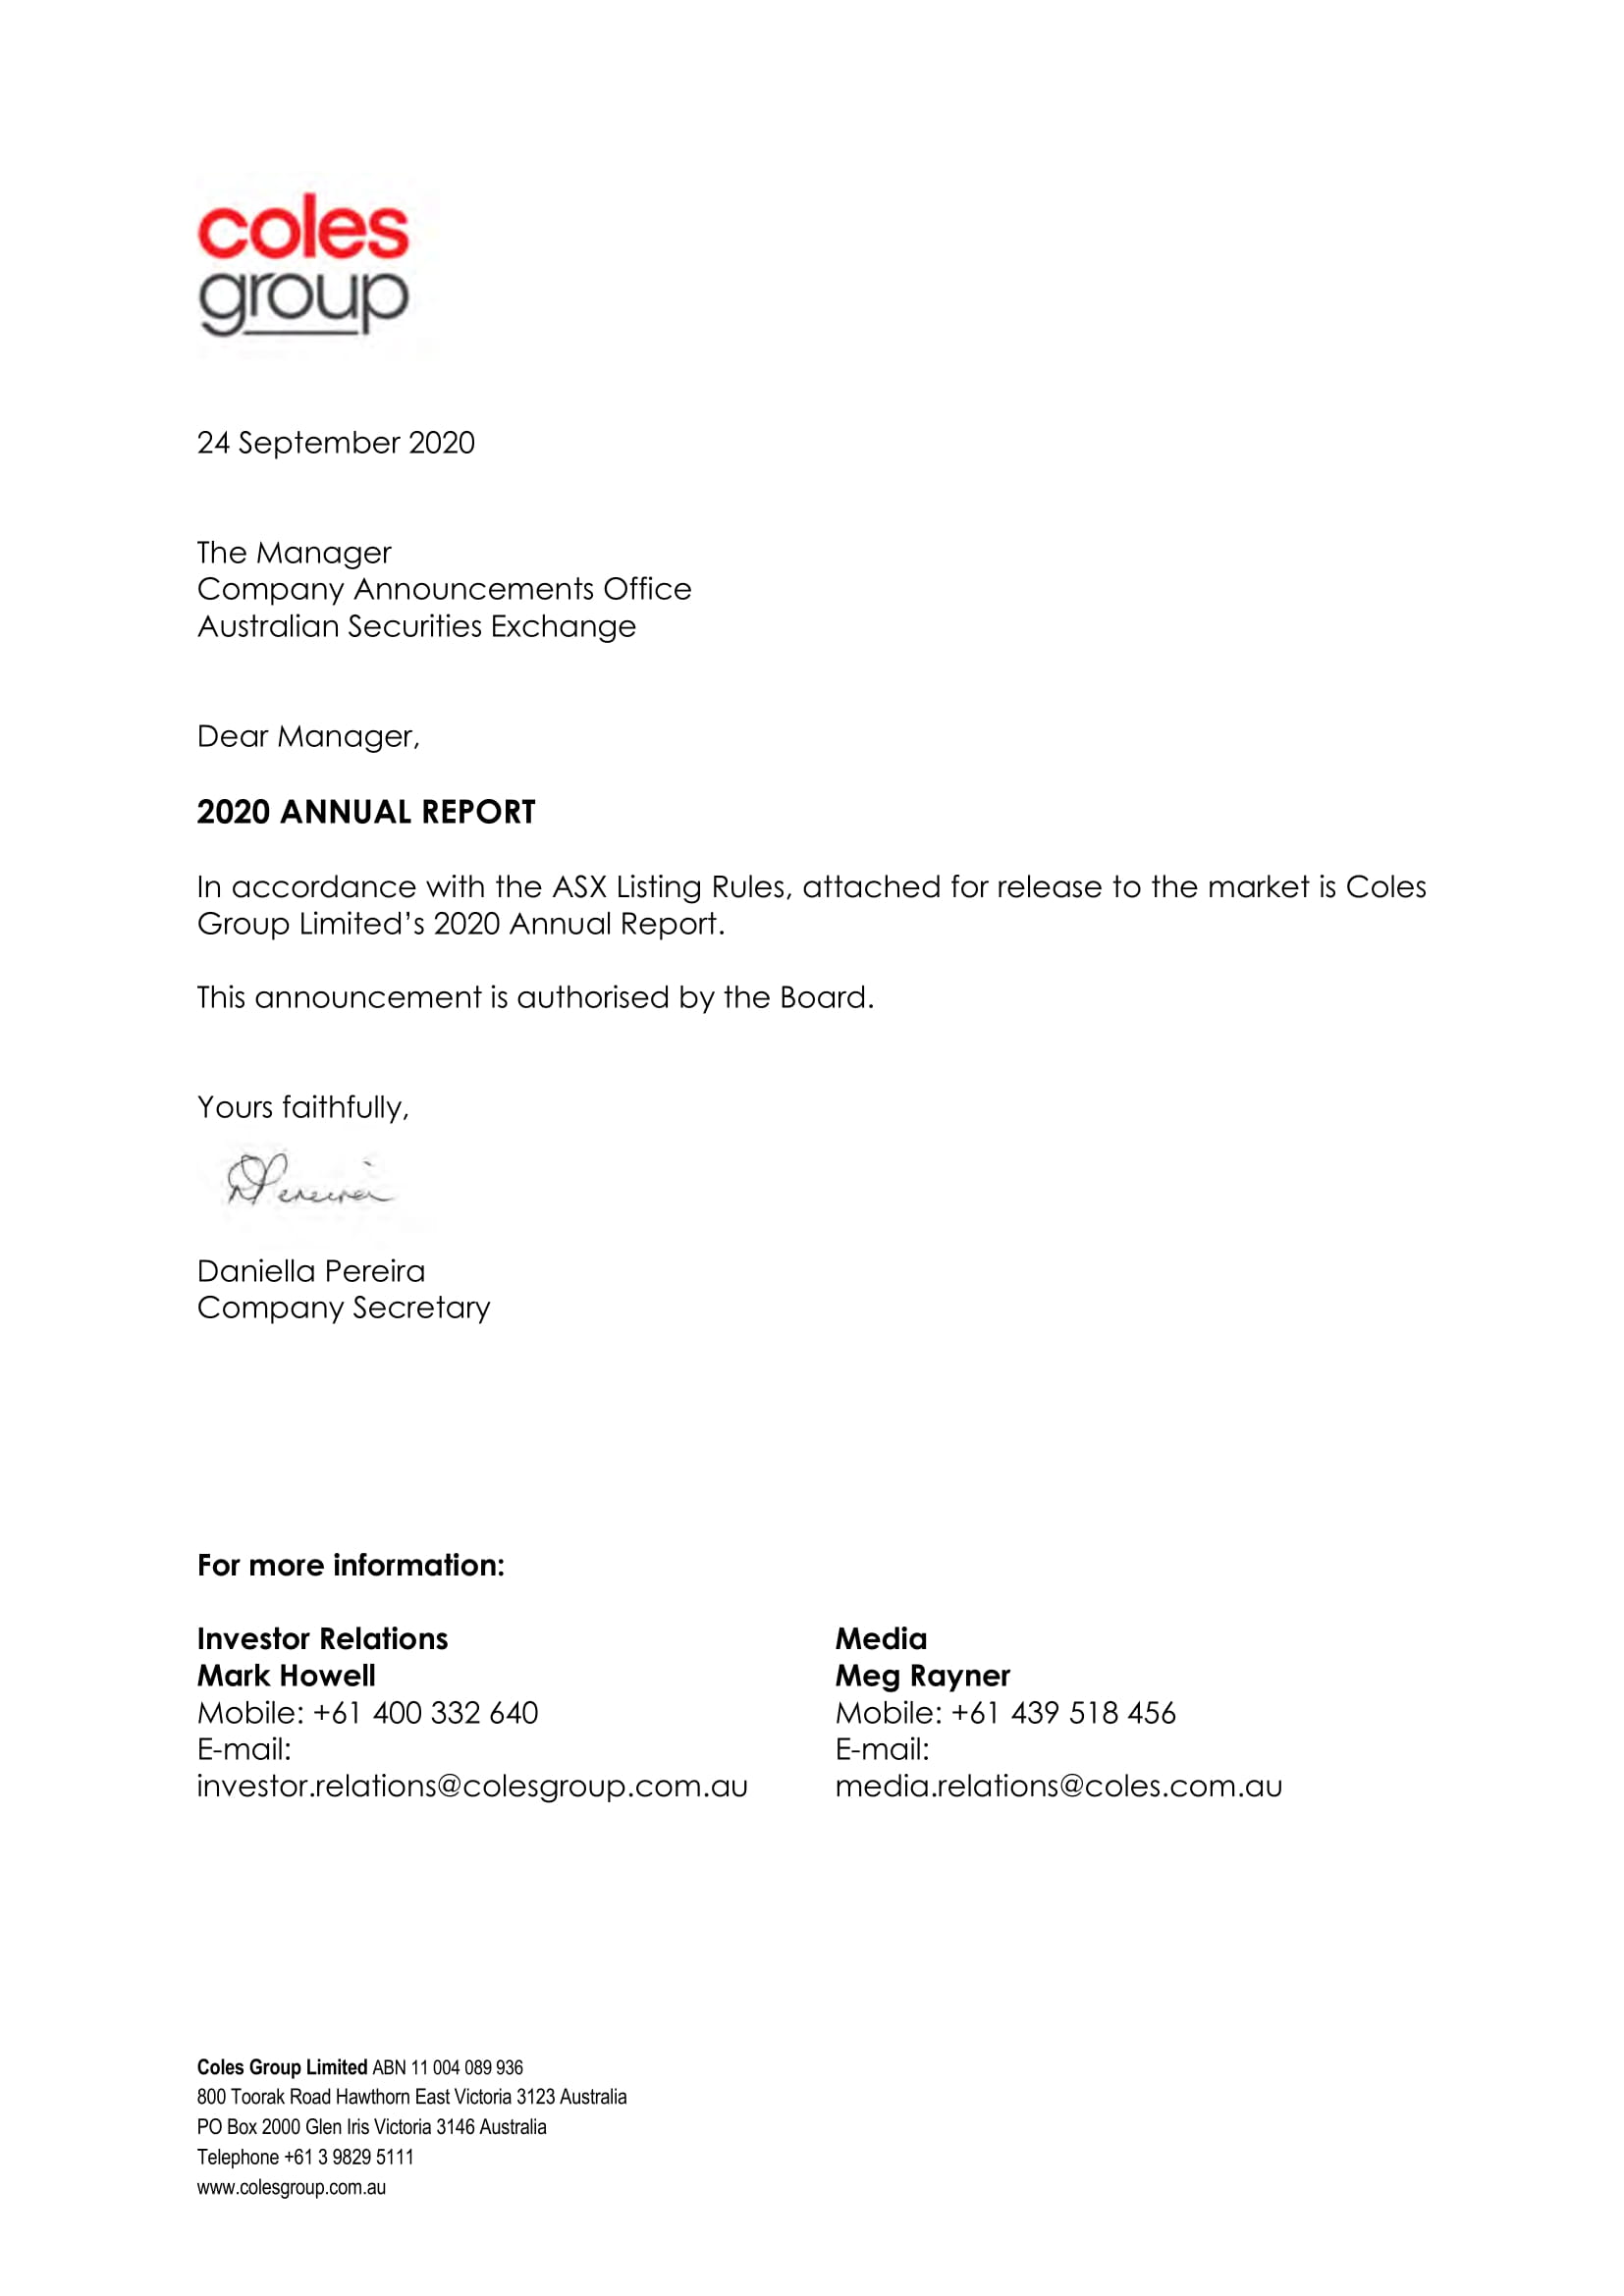 coles
group
24 September 2020
The Manager
Company Announcements Office
Australian Securities Exchange
Dear Manager,
2020 ANNUAL REPORT
In accordance with the ASX Listing Rules, attached for release to the market is Coles
Group Limited’s 2020 Annual Report.
This announcement is authorised by the Board.
Yours faithfully,
DPereira
Daniella Pereira
Company Secretary
For more information:
Investor Relations
Mark Howell
Mobile: +61 400 332 640
E-mail:
investor.relations@colesgroup.com.au
Media
Meg Rayner
Mobile: +61 439 518 456
E-mail:
media.relations@coles.com.au
Coles Group Limited ABN 11 004 089 936
800 Toorak Road Hawthorn East Victoria 3123 Australia
PO Box 2000 Glen Iris Victoria 3146 Australia
Telephone +61 3 9829 5111
www.colesgroup.com.au